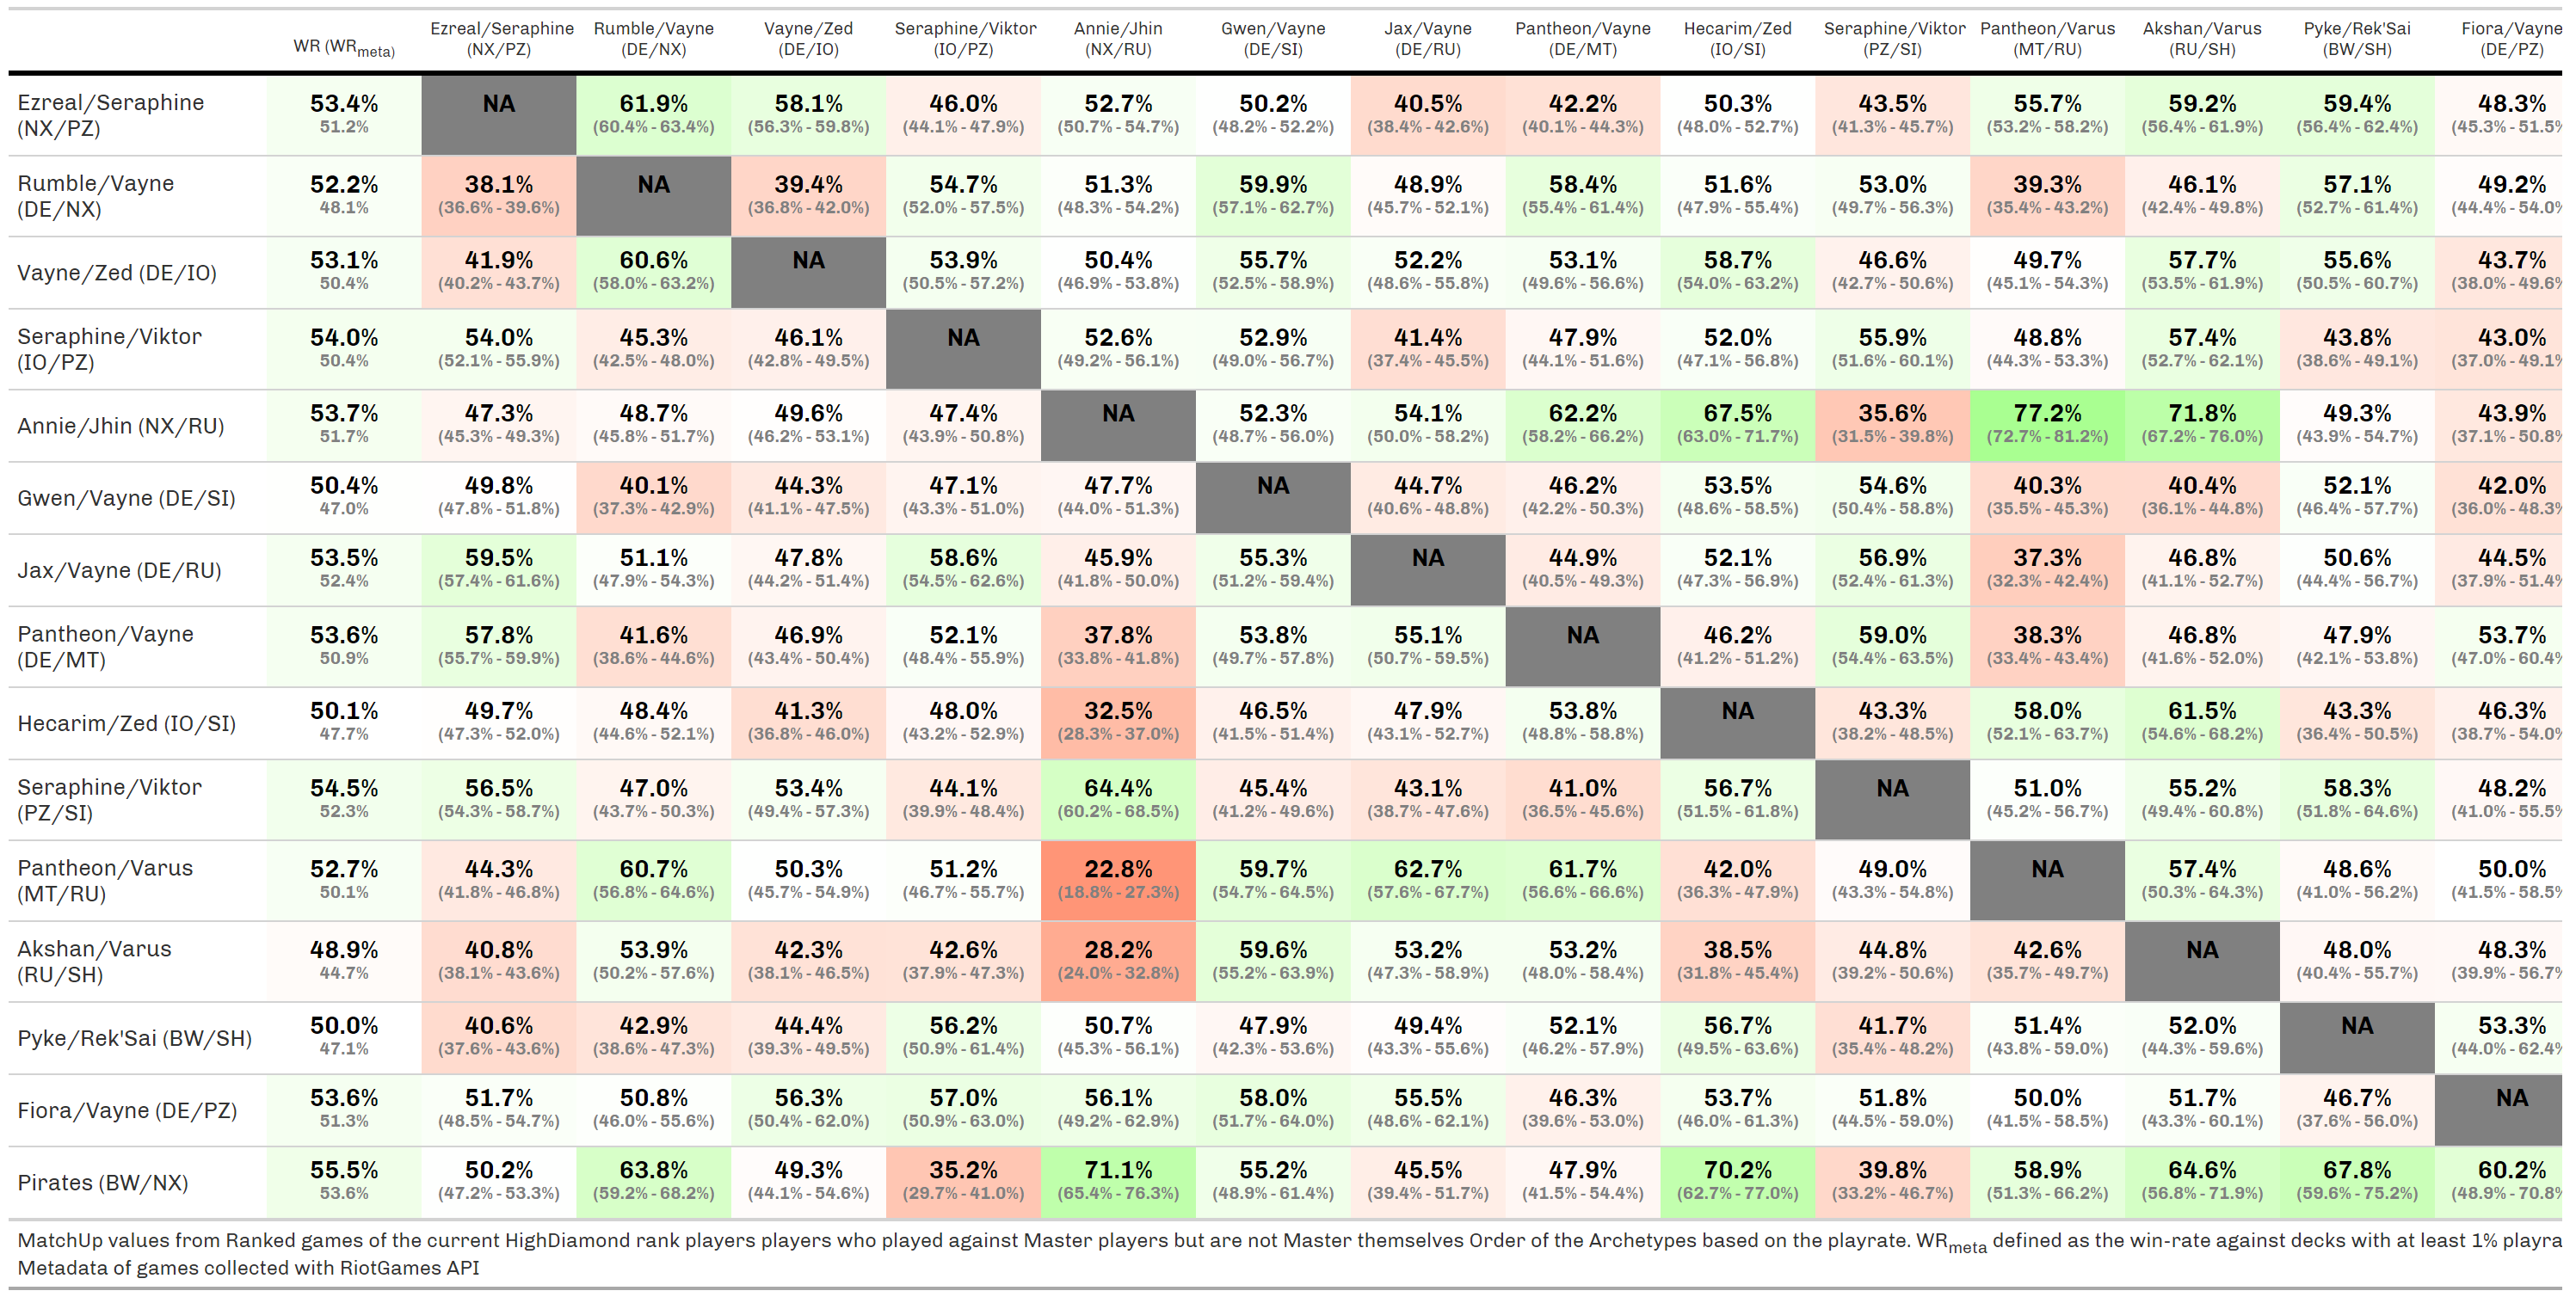 Ezreal/Seraphine Rumble/Vayne Vayne/Zed Seraphine/Viktor Annie/Jhin Gwen/Vayne Jax/Vayne Pantheon/Vayne Hecarim/Zed Seraphine/Viktor Pantheon/Varus Akshan/Varus Pyke/Rek'Sai Fiora/Vayne
WR (WRmeta) (NX/PZ) (DE/NX) (DE/IO) (IO/PZ) (NX/RU) (DE/SI) (DE/RU) (DE/MT) (IO/SI) (PZ/SI) (MT/RU) (RU/SH) (BW/SH) (DE/PZ)
Ezreal/Seraphine 53.4% NA 61.9% 58.1% 46.0% 52.7% 50.2% 40.5% 42.2% 50.3% 43.5% 55.7% 59.2% 59.4% 48.3%
(NX/PZ) 51.2% (60.4% - 63.4%) (56.3% - 59.8%) (44.1% - 47.9%) (50.7% - 54.7%) (48.2% - 52.2%) (38.4% - 42.6%) (40.1% - 44.3%) (48.0% - 52.7%) (41.3% - 45.7%) (53.2% - 58.2%) (56.4% - 61.9%) (56.4% - 62.4%) (45.3% - 51.5%
Rumble/Vayne 52.2% 38.1% NA 39.4% 54.7% 51.3% 59.9% 48.9% 58.4% 51.6% 53.0% 39.3% 46.1% 57.1% 49.2%
(DE/NX) 48.1% (36.6% - 39.6%) (36.8% - 42.0%) (52.0% - 57.5%) (48.3% - 54.2%) (57.1% - 62.7%) (45.7% - 52.1%) (55.4% - 61.4%) (47.9% - 55.4%) (49.7% - 56.3%) (35.4% - 43.2%) (42.4% - 49.8%) (52.7% - 61.4%) (44.4% - 54.0%
Vayne/Zed (DE/IO) 53.1% 41.9% 60.6% NA 53.9% 50.4% 55.7% 52.2% 53.1% 58.7% 46.6% 49.7% 57.7% 55.6% 43.7%
50.4% (40.2% - 43.7%) (58.0% - 63.2%) (50.5% - 57.2%) (46.9% - 53.8%) (52.5% - 58.9%) (48.6% - 55.8%) (49.6% - 56.6%) (54.0% - 63.2%) (42.7% - 50.6%) (45.1% - 54.3%) (53.5% - 61.9%) (50.5% - 60.7%) (38.0% - 49.6%
Seraphine/Viktor 54.0% 54.0% 45.3% 46.1% NA 52.6% 52.9% 41.4% 47.9% 52.0% 55.9% 48.8% 57.4% 43.8% 43.0%
(IO/PZ) 50.4% (52.1% - 55.9%) (42.5% - 48.0%) (42.8% - 49.5%) (49.2% - 56.1%) (49.0% - 56.7%) (37.4% - 45.5%) (44.1% - 51.6%) (47.1% - 56.8%) (51.6% - 60.1%) (44.3% - 53.3%) (52.7% - 62.1%) (38.6% - 49.1%) (37.0% - 49.1%
Annie/Jhin (NX/RU) 53.7% 47.3% 48.7% 49.6% 47.4% NA 52.3% 54.1% 62.2% 67.5% 35.6% 77.2% 71.8% 49.3% 43.9%
51.7% (45.3% - 49.3%) (45.8% - 51.7%) (46.2% - 53.1%) (43.9% - 50.8%) (48.7% - 56.0%) (50.0% - 58.2%) (58.2% - 66.2%) (63.0% - 71.7%) (31.5% - 39.8%) (72.7% - 81.2%) (67.2% - 76.0%) (43.9% - 54.7%) (37.1% - 50.8%
Gwen/Vayne (DE/SI) 50.4% 49.8% 40.1% 44.3% 47.1% 47.7% NA 44.7% 46.2% 53.5% 54.6% 40.3% 40.4% 52.1% 42.0%
47.0% (47.8% - 51.8%) (37.3% - 42.9%) (41.1% - 47.5%) (43.3% - 51.0%) (44.0% - 51.3%) (40.6% - 48.8%) (42.2% - 50.3%) (48.6% - 58.5%) (50.4% - 58.8%) (35.5% - 45.3%) (36.1% - 44.8%) (46.4% - 57.7%) (36.0% - 48.3%
Jax/Vayne (DE/RU) 53.5% 59.5% 51.1% 47.8% 58.6% 45.9% 55.3% NA 44.9% 52.1% 56.9% 37.3% 46.8% 50.6% 44.5%
52.4% (57.4% - 61.6%) (47.9% - 54.3%) (44.2% - 51.4%) (54.5% - 62.6%) (41.8% - 50.0%) (51.2% - 59.4%) (40.5% - 49.3%) (47.3% - 56.9%) (52.4% - 61.3%) (32.3% - 42.4%) (41.1% - 52.7%) (44.4% - 56.7%) (37.9% - 51.4%
Pantheon/Vayne 53.6% 57.8% 41.6% 46.9% 52.1% 37.8% 53.8% 55.1% NA 46.2% 59.0% 38.3% 46.8% 47.9% 53.7%
(DE/MT) 50.9% (55.7% - 59.9%) (38.6% - 44.6%) (43.4% - 50.4%) (48.4% - 55.9%) (33.8% - 41.8%) (49.7% - 57.8%) (50.7% - 59.5%) (41.2% - 51.2%) (54.4% - 63.5%) (33.4% - 43.4%) (41.6% - 52.0%) (42.1% - 53.8%) (47.0% - 60.4%
Hecarim/Zed (IO/SI) 50.1% 49.7% 48.4% 41.3% 48.0% 32.5% 46.5% 47.9% 53.8% NA 43.3% 58.0% 61.5% 43.3% 46.3%
47.7% (47.3% - 52.0%) (44.6% - 52.1%) (36.8% - 46.0%) (43.2% - 52.9%) (28.3% - 37.0%) (41.5% - 51.4%) (43.1% - 52.7%) (48.8% - 58.8%) (38.2% - 48.5%) (52.1% - 63.7%) (54.6% - 68.2%) (36.4% - 50.5%) (38.7% - 54.0%
Seraphine/Viktor 54.5% 56.5% 47.0% 53.4% 44.1% 64.4% 45.4% 43.1% 41.0% 56.7% NA 51.0% 55.2% 58.3% 48.2%
(PZ/SI) 52.3% (54.3% - 58.7%) (43.7% - 50.3%) (49.4% - 57.3%) (39.9% - 48.4%) (60.2% - 68.5%) (41.2% - 49.6%) (38.7% - 47.6%) (36.5% - 45.6%) (51.5% - 61.8%) (45.2% - 56.7%) (49.4% - 60.8%) (51.8% - 64.6%) (41.0% - 55.5%
Pantheon/Varus 52.7% 44.3% 60.7% 50.3% 51.2% 22.8% 59.7% 62.7% 61.7% 42.0% 49.0% NA 57.4% 48.6% 50.0%
(MT/RU) 50.1% (41.8% - 46.8%) (56.8% - 64.6%) (45.7% - 54.9%) (46.7% - 55.7%) (18.8% - 27.3%) (54.7% - 64.5%) (57.6% - 67.7%) (56.6% - 66.6%) (36.3% - 47.9%) (43.3% - 54.8%) (50.3% - 64.3%) (41.0% - 56.2%) (41.5% - 58.5%
Akshan/Varus 48.9% 40.8% 53.9% 42.3% 42.6% 28.2% 59.6% 53.2% 53.2% 38.5% 44.8% 42.6% NA 48.0% 48.3%
(RU/SH) 44.7% (38.1% - 43.6%) (50.2% - 57.6%) (38.1% - 46.5%) (37.9% - 47.3%) (24.0% - 32.8%) (55.2% - 63.9%) (47.3% - 58.9%) (48.0% - 58.4%) (31.8% - 45.4%) (39.2% - 50.6%) (35.7% - 49.7%) (40.4% - 55.7%) (39.9% - 56.7%
Pyke/Rek'Sai (BW/SH) 50.0% 40.6% 42.9% 44.4% 56.2% 50.7% 47.9% 49.4% 52.1% 56.7% 41.7% 51.4% 52.0% NA 53.3%
47.1% (37.6% - 43.6%) (38.6% - 47.3%) (39.3% - 49.5%) (50.9% - 61.4%) (45.3% - 56.1%) (42.3% - 53.6%) (43.3% - 55.6%) (46.2% - 57.9%) (49.5% - 63.6%) (35.4% - 48.2%) (43.8% - 59.0%) (44.3% - 59.6%) (44.0% - 62.4%
Fiora/Vayne (DE/PZ) 53.6% 51.7% 50.8% 56.3% 57.0% 56.1% 58.0% 55.5% 46.3% 53.7% 51.8% 50.0% 51.7% 46.7% NA
51.3% (48.5% - 54.7%) (46.0% - 55.6%) (50.4% - 62.0%) (50.9% - 63.0%) (49.2% - 62.9%) (51.7% - 64.0%) (48.6% - 62.1%) (39.6% - 53.0%) (46.0% - 61.3%) (44.5% - 59.0%) (41.5% - 58.5%) (43.3% - 60.1%) (37.6% - 56.0%)
Pirates (BW/NX) 55.5% 50.2% 63.8% 49.3% 35.2% 71.1% 55.2% 45.5% 47.9% 70.2% 39.8% 58.9% 64.6% 67.8% 60.2%
53.6% (47.2% - 53.3%) (59.2% - 68.2%) (44.1% - 54.6%) (29.7% - 41.0%) (65.4% - 76.3%) (48.9% - 61.4%) (39.4% - 51.7%) (41.5% - 54.4%) (62.7% - 77.0%) (33.2% - 46.7%) (51.3% - 66.2%) (56.8% - 71.9%) (59.6% - 75.2%) (48.9% - 70.8%
MatchUp values from Ranked games of the current HighDiamond rank players players who played against Master players but are not Master themselves Order of the Archetypes based on the playrate. WRmeta defined as the win-rate against decks with at least 1% playra
Metadata of games collected with RiotGames API